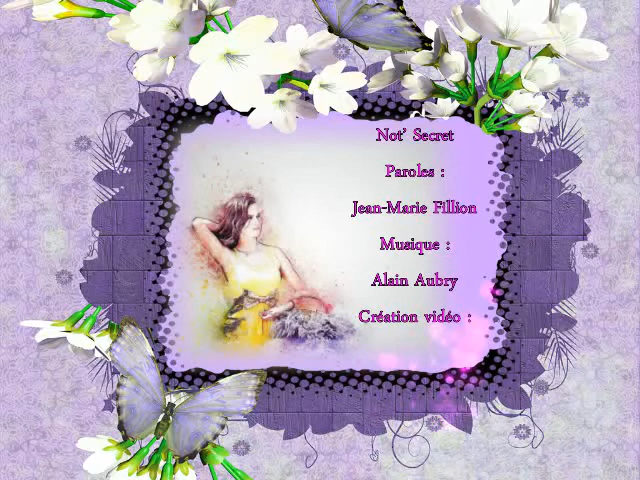 Not' Secret
Paroles :
Jean-Marie Fillion
Musique :
Alain Aubry
Création vidéo :